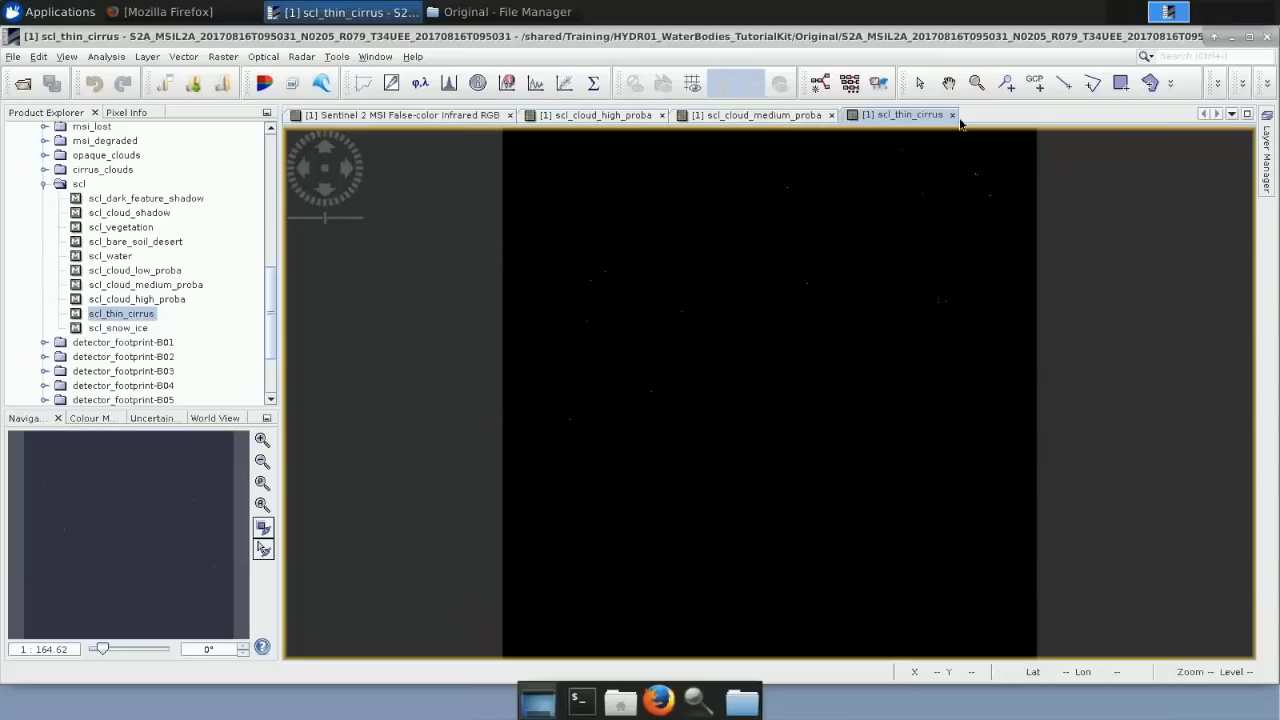 Applications
[Mozilla Firefox]
[1] scl_thin_cirrus - S2...
Original - File Manager
[1] scl_thin_cirrus - S2A_MSIL2A_20170816T095031_N0205_R079_T34UEE_20170816T095031 - /shared/Training/HYDR01_WaterBodies_TutorialKit/Original/S2A_MSIL2A_20170816T095031_N0205_R079_T34UEE_20170816T095
File Edit View Analysis Layer Vector Raster Optical Radar Tools Window Help
Search (Ctrl+I)
φ,λ Σ GCP
Product Explorer Pixel Info
[1] Sentinel 2 MSI False-color Infrared RGB
[1] scl_cloud_high_proba
[1] scl_cloud_medium_proba
[1] scl_thin_cirrus
Layer Manager
msi_lost
msi_degraded
opaque_clouds
cirrus_clouds
scl
scl_dark_feature_shadow
scl_cloud_shadow
scl_vegetation
scl_bare_soil_desert
scl_water
scl_cloud_low_proba
scl_cloud_medium_proba
scl_cloud_high_proba
scl_thin_cirrus
scl_snow_ice
detector_footprint-B01
detector_footprint-B02
detector_footprint-B03
detector_footprint-B04
detector_footprint-B05
Naviga... Colour M... Uncertain... World View
1 : 164.62
0°
X -- Y -- Lat -- Lon -- Zoom -- Level --